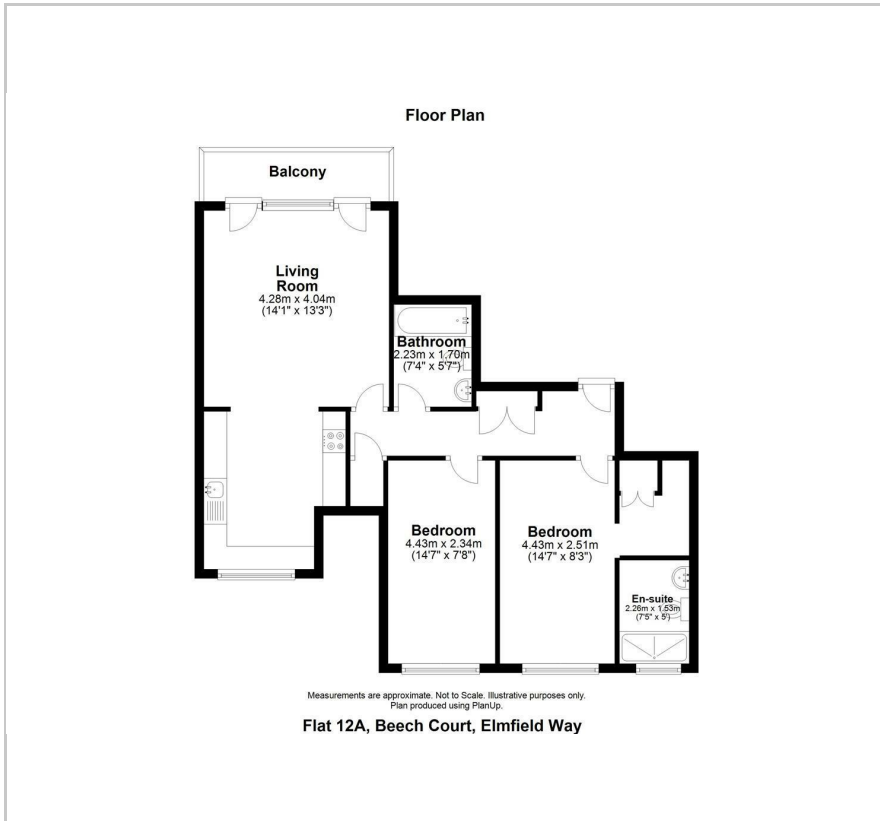 Floor Plan
Balcony
Living
Room
4.28m x 4.04m
(14'1" x 13'3")
Bathroom
2.23m x 1.70m
(7'4" x 5'7")
Bedroom
4.43m x 2.34m
(14'7" x 7'8")
Bedroom
4.43m x 2.51m
(14'7" x 8'3")
En-suite
2.26m x 1.53m
(7'5" x 5')
Measurements are approximate. Not to Scale. Illustrative purposes only.
Plan produced using PlanUp.
Flat 12A, Beech Court, Elmfield Way